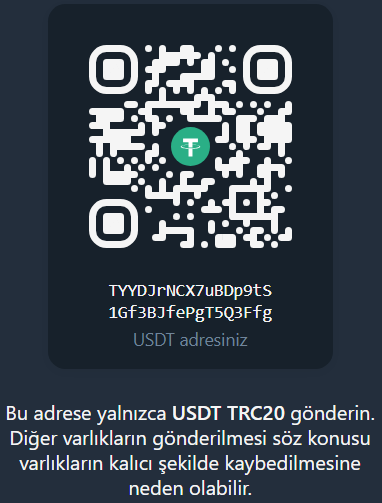 TYYDJrNCX7uBDp9tS
1Gf3BJfePgT5Q3Ffg
USDT adresiniz
Bu adrese yalnızca USDT TRC20 gönderin.
Diğer varlıkların gönderilmesi söz konusu
varlıkların kalıcı şekilde kaybedilmesine
neden olabilir.